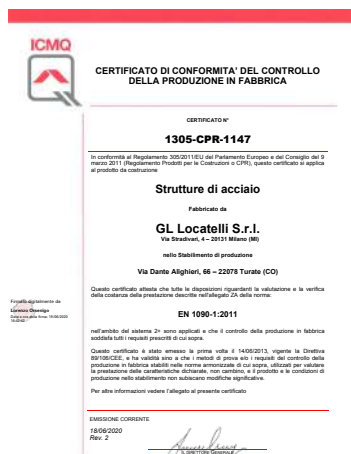 ICMQ
CERTIFICATO DI CONFORMITA' DEL CONTROLLO
DELLA PRODUZIONE IN FABBRICA
CERTIFICATO N°
1305-CPR-1147
In conformità al Regolamento 305/2011/EU del Parlamento Europeo e del Consiglio del 9
marzo 2011 (Regolamento Prodotti per le Costruzioni o CPR), questo certificato si applica
al prodotto da costruzione
Strutture di acciaio
Fabbricato da
GL Locatelli S.r.l.
Via Stradivari, 4 – 20131 Milano (MI)
nello Stabilimento di produzione
Via Dante Alighieri, 66 – 22078 Turate (CO)
Questo certificato attesta che tutte le disposizioni riguardanti la valutazione e la verifica
della costanza della prestazione descritte nell'allegato ZA della norma:
Firmato digitalmente da
Lorenzo Orsenigo
EN 1090-1:2011
nell'ambito del sistema 2+ sono applicati e che il controllo della produzione in fabbrica
soddisfa tutti i requisiti prescritti di cui sopra.
Questo certificato è stato emesso la prima volta il 14/06/2013, vigente la Direttiva
89/106/CEE, e ha validità sino a che i metodi di prova e/o i requisiti del controllo della
produzione in fabbrica stabiliti nelle norme armonizzate di cui sopra, utilizzati per valutare
la prestazione delle caratteristiche dichiarate, non cambino, e il prodotto e le condizioni di
produzione nello stabilimento non subiscano modifiche significative.
Per altre informazioni vedere l'allegato al presente certificato
EMISSIONE CORRENTE
18/06/2020
Rev. 2
IL DIRETTORE GENERALE